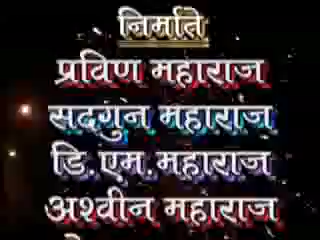 निर्माते
प्रविण महाराज
सदगुन महाराज
डि. एम. महाराज
अश्वीन महाराज